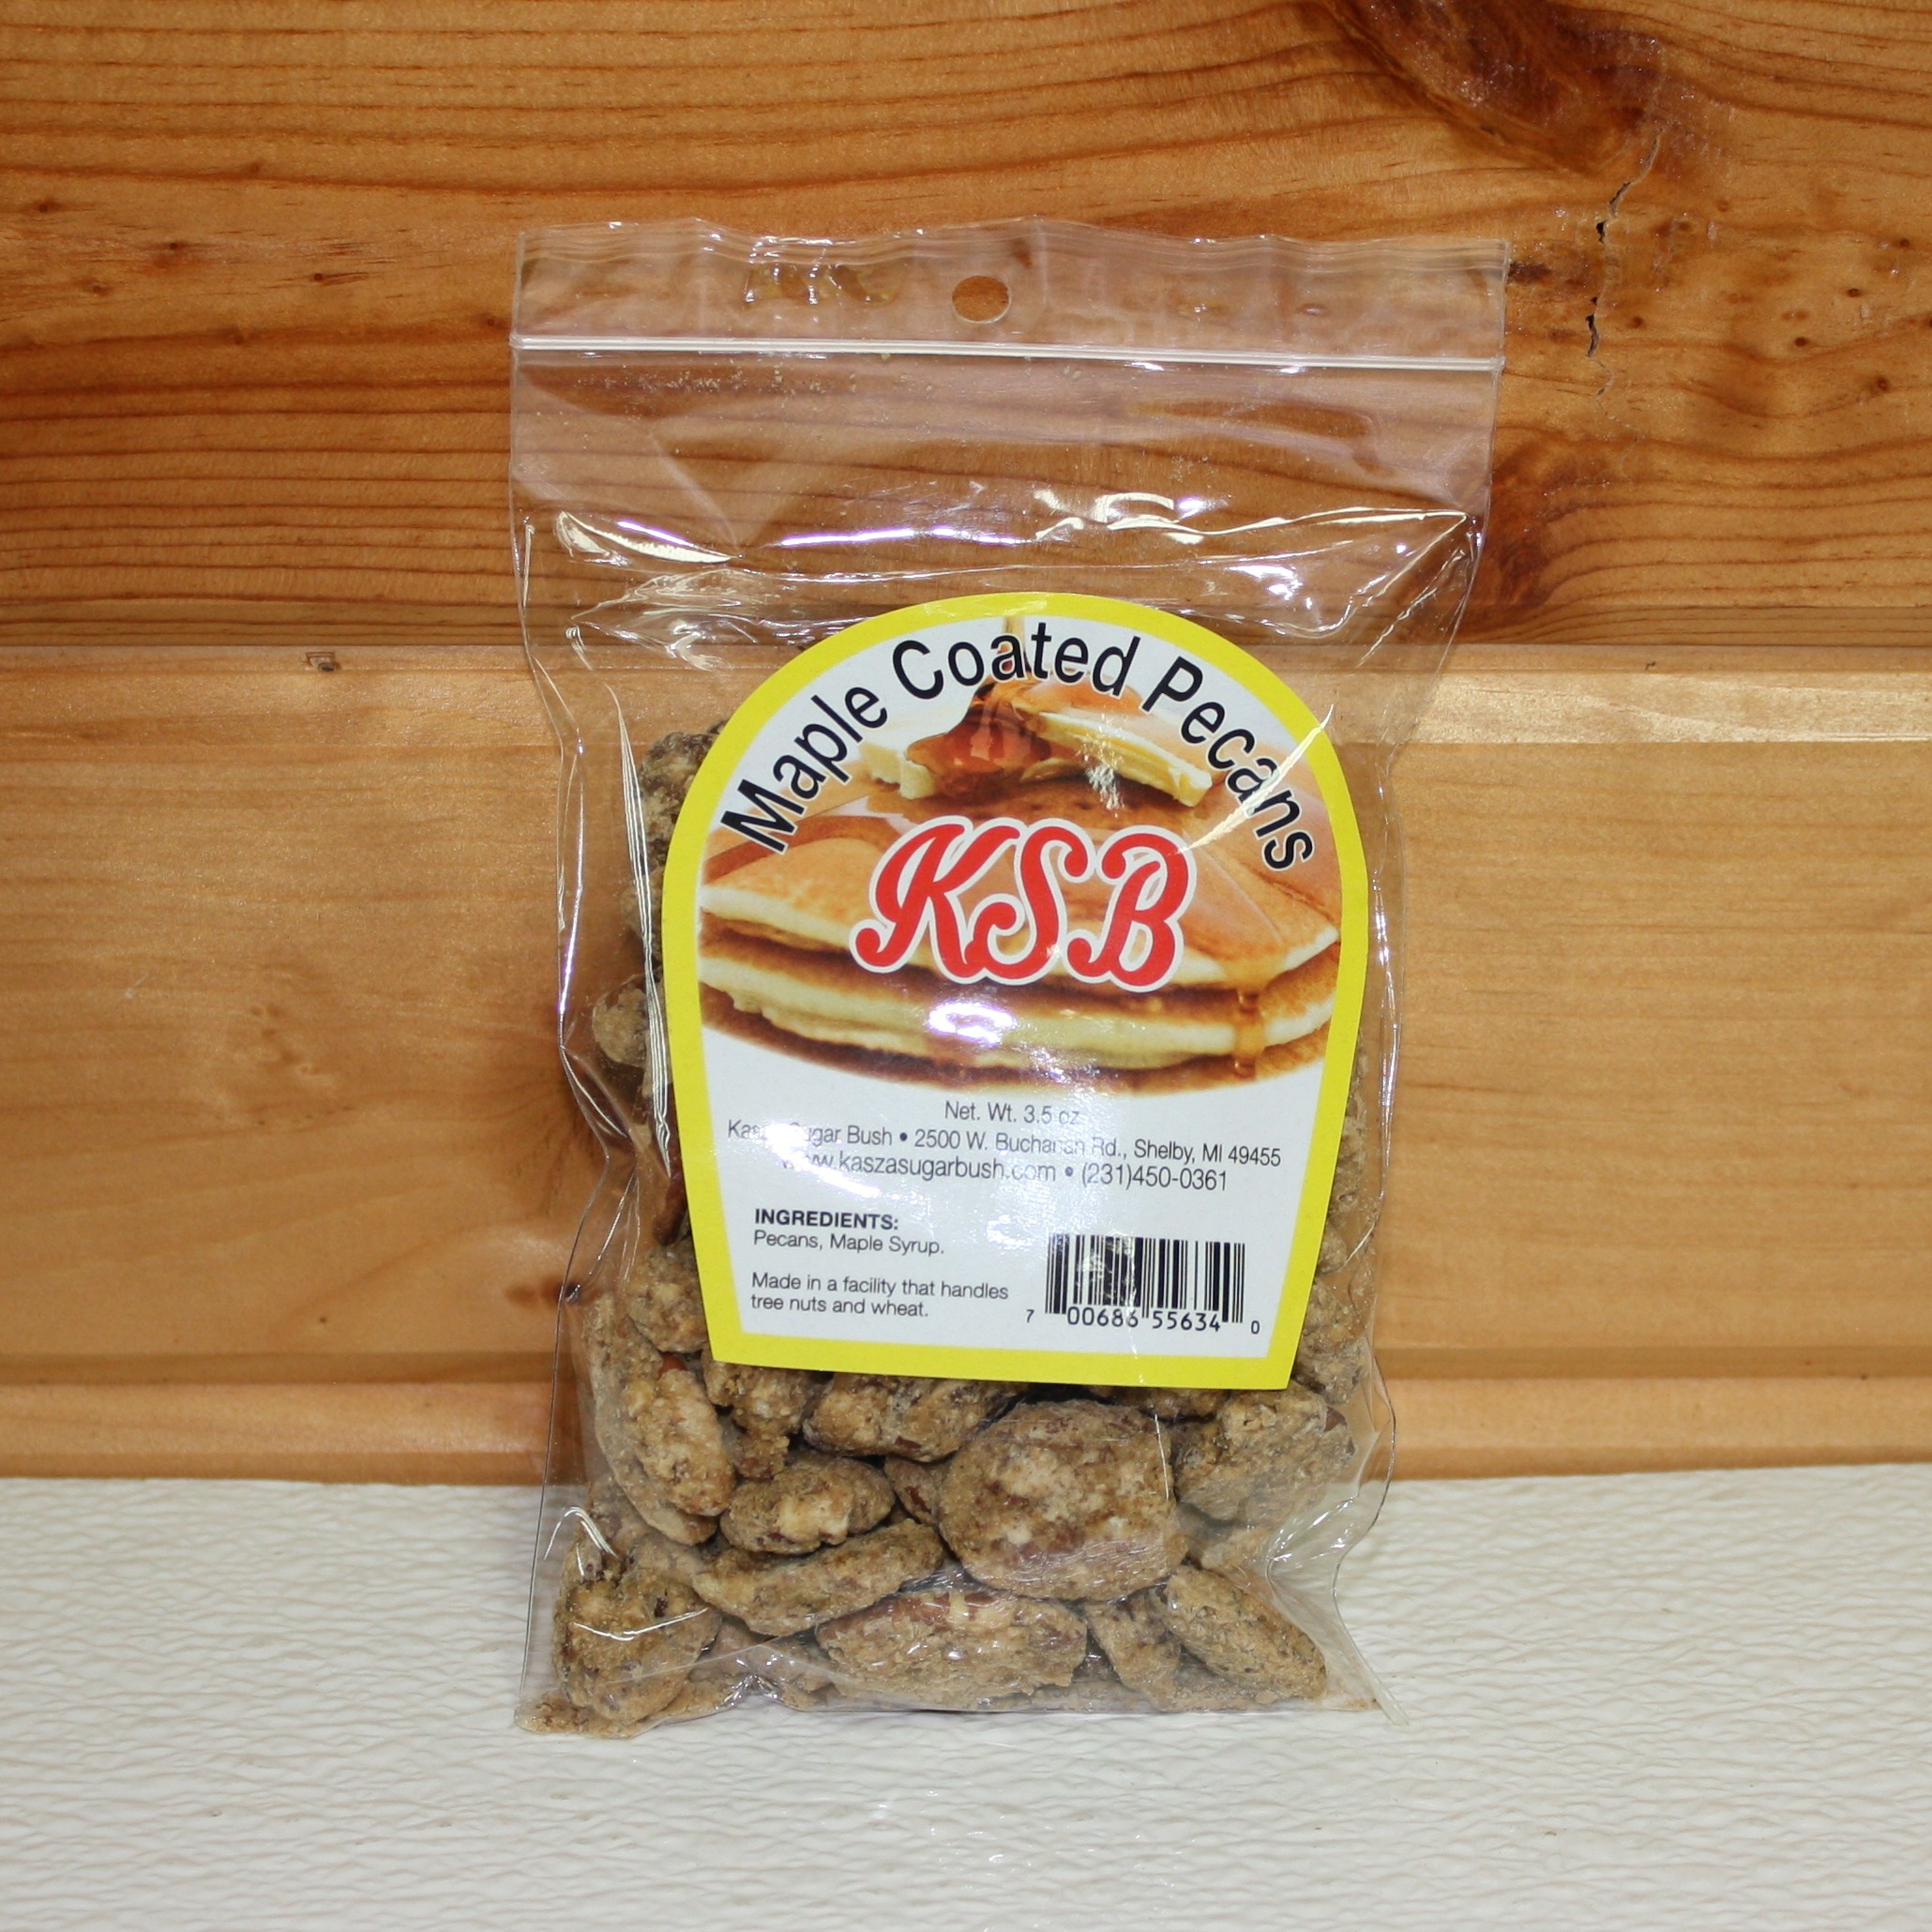 Maple Coated Pecans
KSB
Net. Wt. 3.5 oz
Kasza Sugar Bush • 2500 W. Buchanan Rd., Shelby, MI 49455
www.kaszasugarbush.com • (231)450-0361
INGREDIENTS:
Pecans, Maple Syrup.
Made in a facility that handles
tree nuts and wheat.
7 00686 55634 0